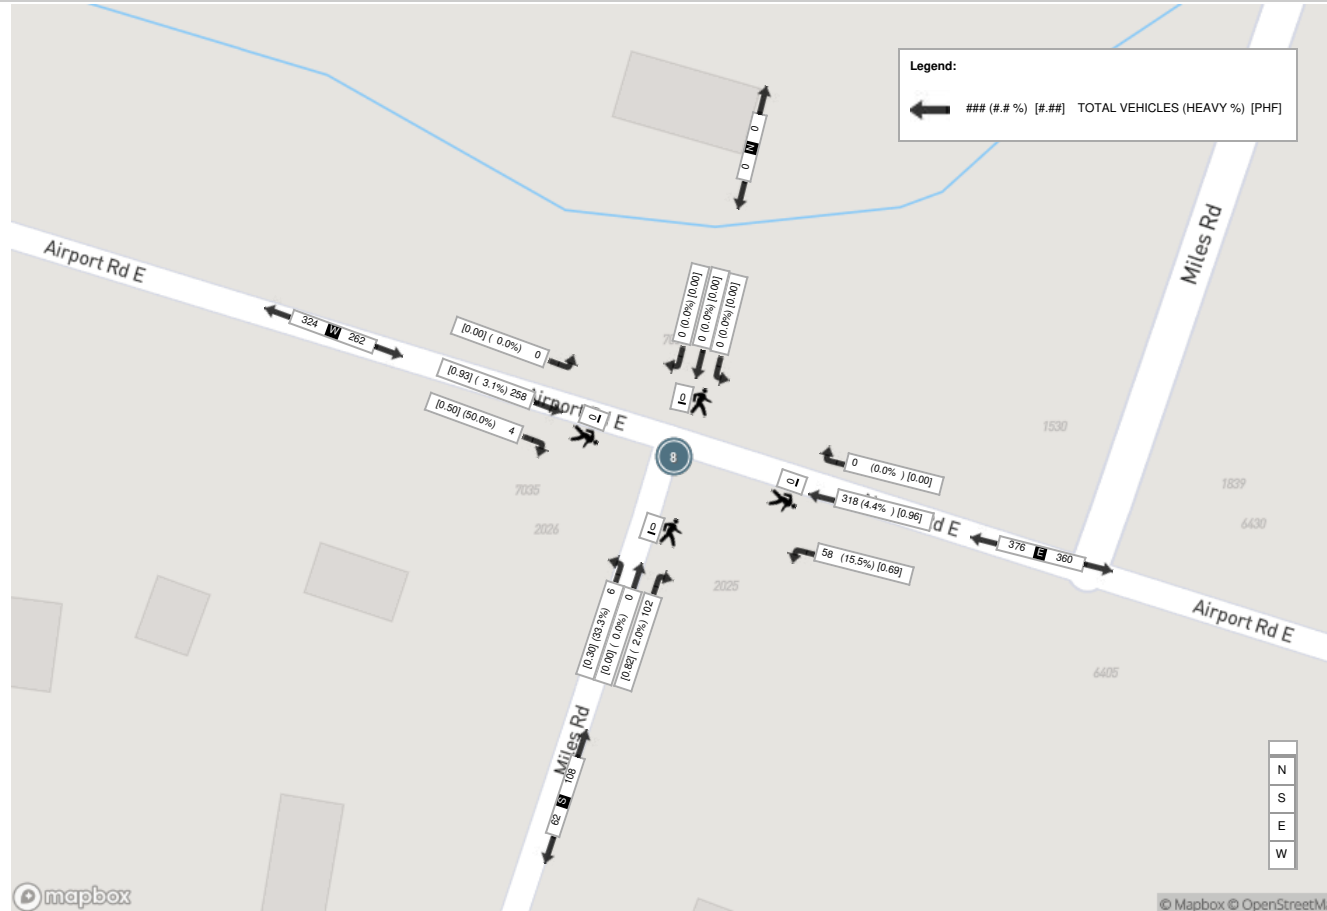 Legend:
### (#.# %) [#.##] TOTAL VEHICLES (HEAVY %) [PHF]
0 N 0
Miles Rd
Airport Rd E
0 (0.0%) [0.00]
0 (0.0%) [0.00]
0 (0.0%) [0.00]
324 W 262
[0.00] ( 0.0%) 0
[0.93] ( 3.1%) 258
[0.50] (50.0%) 4
E
0
0
0
0
8
1530
7035
2026
2025
1839
6430
6405
0 (0.0% ) [0.00]
318 (4.4% ) [0.96]
d E
58 (15.5%) [0.69]
376 E 360
Airport Rd E
[0.30] (33.3%) 6
[0.00] ( 0.0%) 0
[0.82] ( 2.0%) 102
Miles Rd
62 S 108
N
S
E
W
mapbox
© Mapbox © OpenStreetM